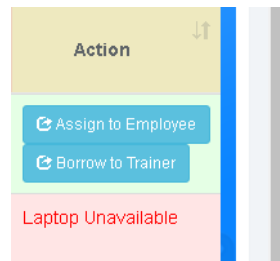 Action
Assign to Employee
Borrow to Trainer
Laptop Unavailable